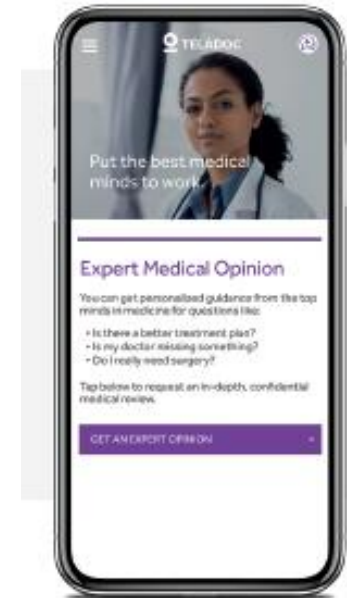 TELADOC
Put the best medical
minds to work.
Expert Medical Opinion
You can get personalized guidance from the top
minds in medicine for questions like:
• Is there a better treatment plan?
• Is my doctor missing something?
• Do I really need surgery?
Tap below to request an in-depth, confidential
medical review.
GET AN EXPERT OPINION